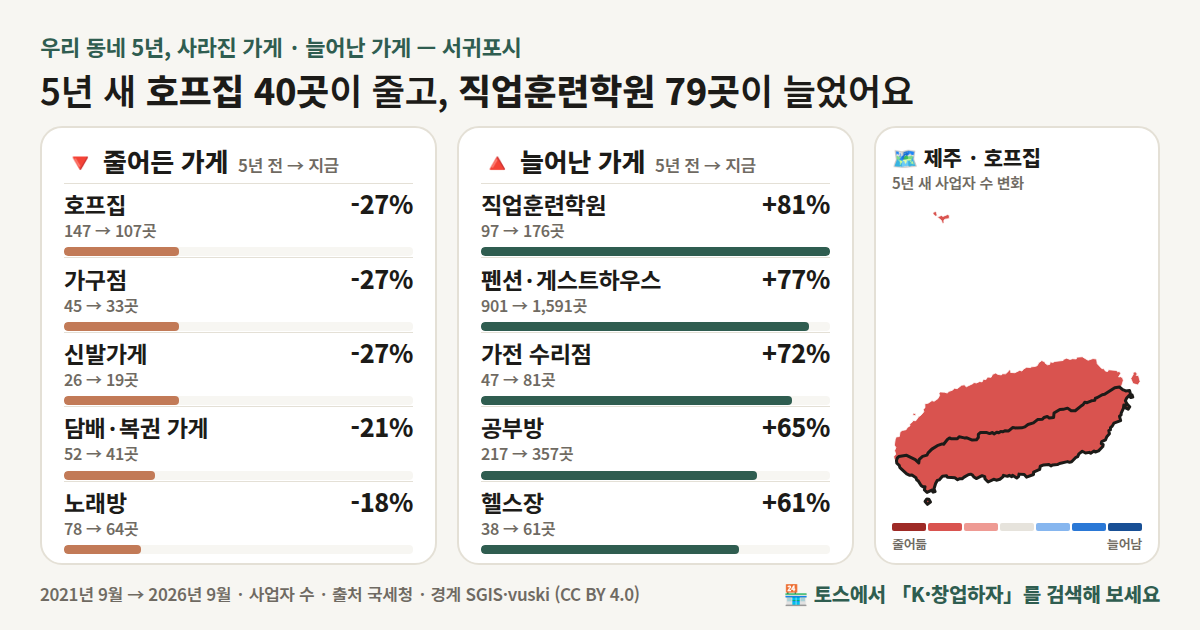 우리 동네 5년, 사라진 가게 · 늘어난 가게 — 서귀포시
5년 새 호프집 40곳이 줄고, 직업훈련학원 79곳이 늘었어요
🔻 줄어든 가게 5년 전 → 지금
호프집 -27%
147 → 107곳
가구점 -27%
45 → 33곳
신발가게 -27%
26 → 19곳
담배·복권 가게 -21%
52 → 41곳
노래방 -18%
78 → 64곳
🔺 늘어난 가게 5년 전 → 지금
직업훈련학원 +81%
97 → 176곳
펜션·게스트하우스 +77%
901 → 1,591곳
가전 수리점 +72%
47 → 81곳
공부방 +65%
217 → 357곳
헬스장 +61%
38 → 61곳
🗺️ 제주 · 호프집
5년 새 사업자 수 변화
줄어듦 늘어남
2021년 9월 → 2026년 9월 · 사업자 수 · 출처 국세청 · 경계 SGIS·vuski (CC BY 4.0)
🏪 토스에서 「K·창업하자」를 검색해 보세요